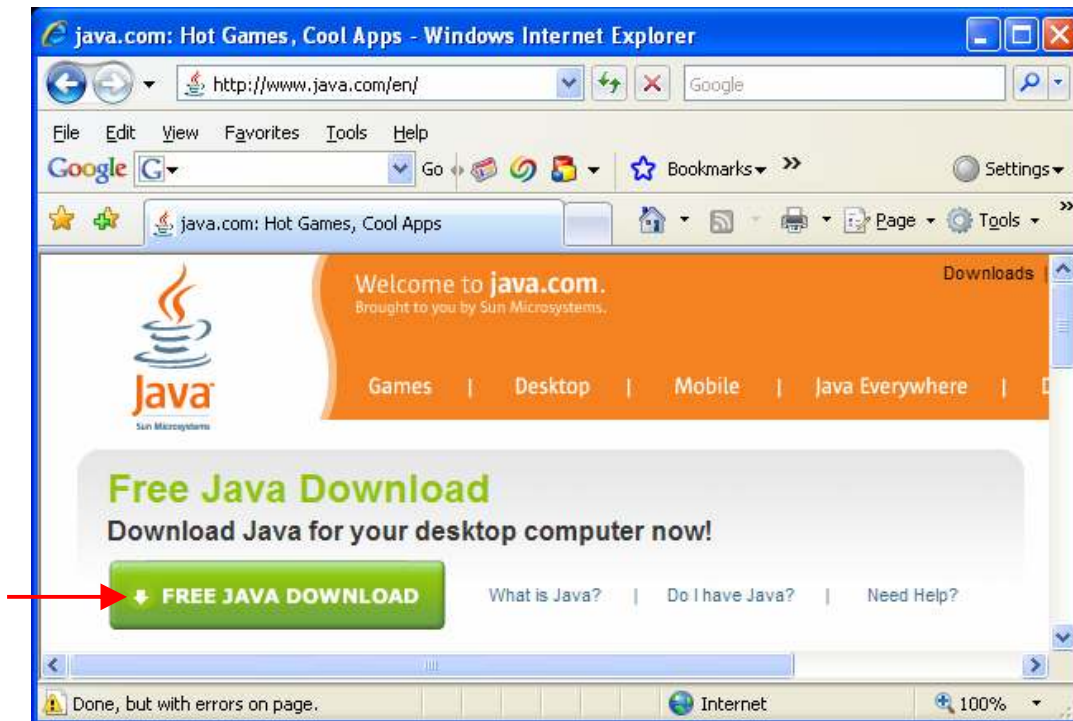 java.com: Hot Games, Cool Apps - Windows Internet Explorer
http://www.java.com/en/ Google
File Edit View Favorites Tools Help
Google G Go Bookmarks » Settings
java.com: Hot Games, Cool Apps Page Tools »
Welcome to java.com. Downloads |
Brought to you by Sun Microsystems.
Java
Sun Microsystems
Games | Desktop | Mobile | Java Everywhere |
Free Java Download
Download Java for your desktop computer now!
FREE JAVA DOWNLOAD What is Java? | Do I have Java? | Need Help?
Done, but with errors on page. Internet 100%